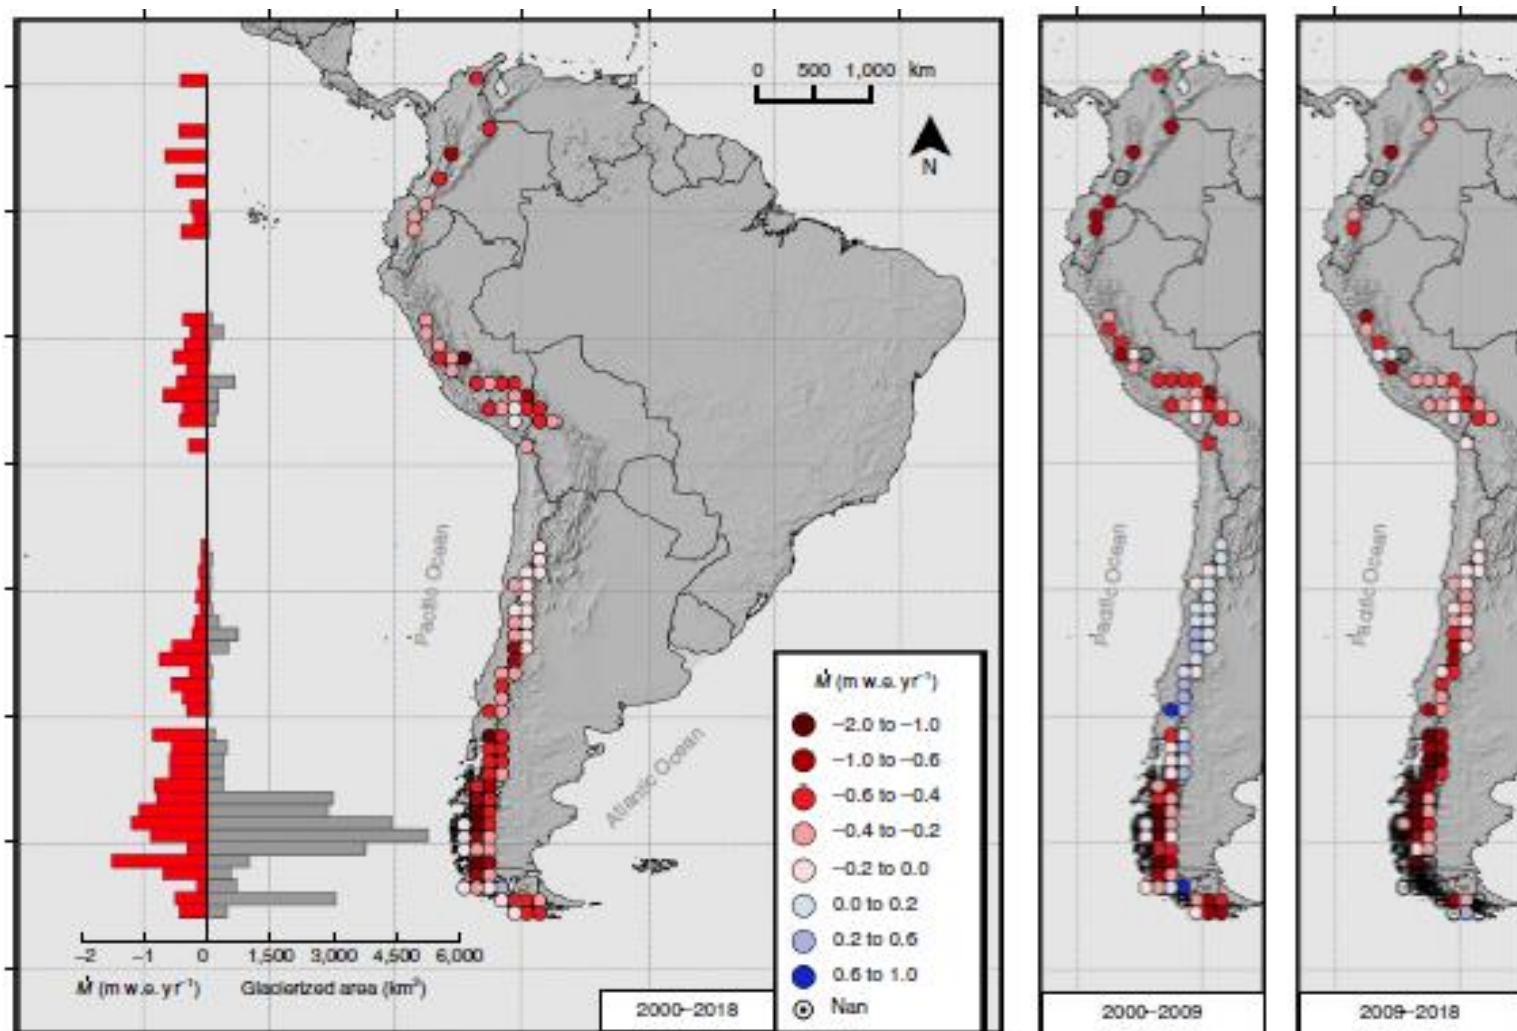 0 500 1,000 km
N
Pacific Ocean
Pacific Ocean
Pacific Ocean
Atlantic Ocean
Ṁ (m w.e. yr⁻¹)
−2.0 to −1.0
−1.0 to −0.6
−0.6 to −0.4
−0.4 to −0.2
−0.2 to 0.0
0.0 to 0.2
0.2 to 0.6
0.6 to 1.0
Nan
−2 −1 0 1,500 3,000 4,500 6,000
Ṁ (m w.e. yr⁻¹) Glacierized area (km²)
2000–2018
2000–2009
2009–2018